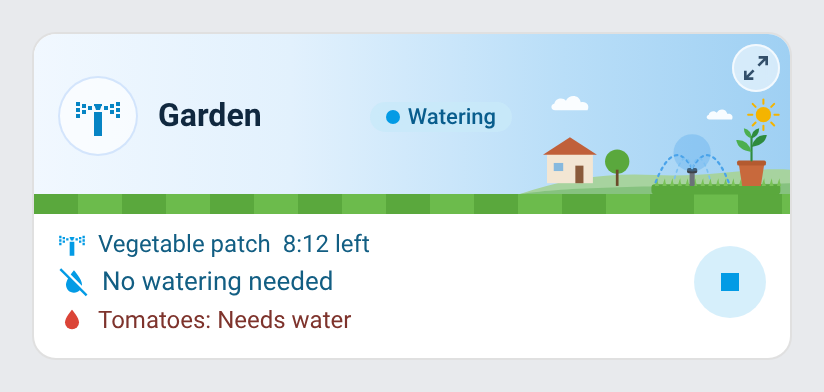 Garden
Watering
Vegetable patch 8:12 left
No watering needed
Tomatoes: Needs water